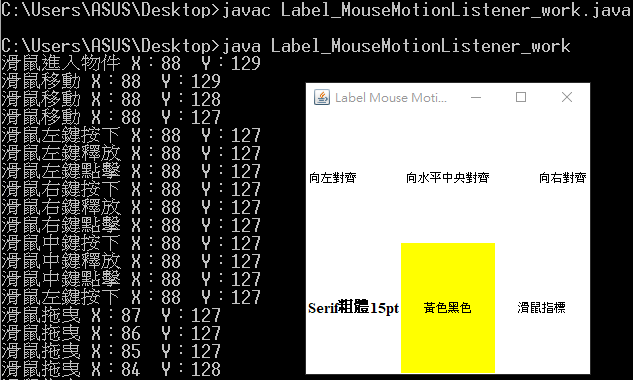 C:\Users\ASUS\Desktop>javac Label_MouseMotionListener_work.java
C:\Users\ASUS\Desktop>java Label_MouseMotionListener_work
滑鼠進入物件 X：88  Y：129
滑鼠移動 X：88  Y：129
滑鼠移動 X：88  Y：128
滑鼠移動 X：88  Y：127
滑鼠左鍵按下 X：88  Y：127
滑鼠左鍵釋放 X：88  Y：127
滑鼠左鍵點擊 X：88  Y：127
滑鼠右鍵按下 X：88  Y：127
滑鼠右鍵釋放 X：88  Y：127
滑鼠右鍵點擊 X：88  Y：127
滑鼠中鍵按下 X：88  Y：127
滑鼠中鍵釋放 X：88  Y：127
滑鼠中鍵點擊 X：88  Y：127
滑鼠左鍵按下 X：88  Y：127
滑鼠拖曳 X：87  Y：127
滑鼠拖曳 X：86  Y：127
滑鼠拖曳 X：85  Y：127
滑鼠拖曳 X：84  Y：128
Label Mouse Moti...
向左對齊 向水平中央對齊 向右對齊
Serif粗體15pt 黃色黑色 滑鼠指標